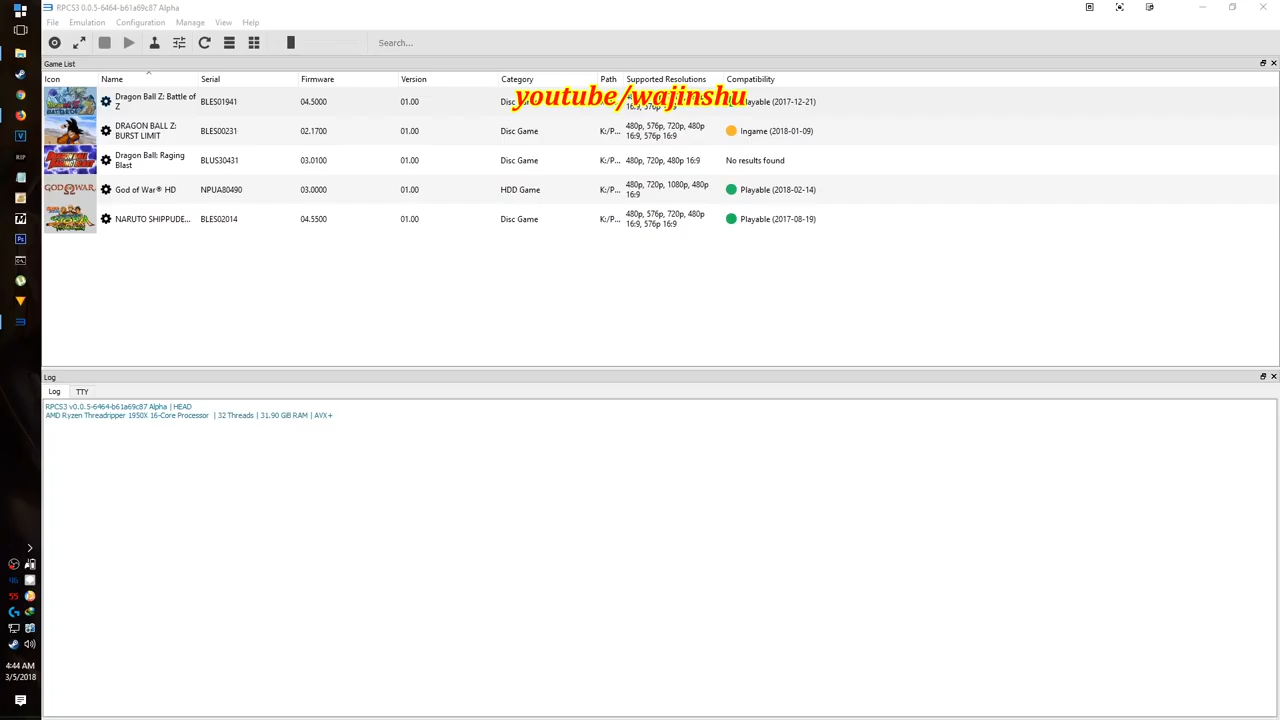 RPCS3 0.0.5-6464-b61a69c87 Alpha
File Emulation Configuration Manage View Help
Search...
Game List
Icon Name Serial Firmware Version Category Path Supported Resolutions Compatibility
youtube/wajinshu
Dragon Ball Z: Battle of
Z
BLES01941 04.5000 01.00 Playable (2017-12-21)
DRAGON BALL Z:
BURST LIMIT
BLES00231 02.1700 01.00 Disc Game K:/P...
480p, 576p, 720p, 480p
16:9, 576p 16:9
Ingame (2018-01-09)
Dragon Ball: Raging
Blast
BLUS30431 03.0100 01.00 Disc Game K:/P... 480p, 720p, 480p 16:9 No results found
God of War® HD NPUA80490 03.0000 01.00 HDD Game K:/P...
480p, 720p, 1080p, 480p
16:9
Playable (2018-02-14)
NARUTO SHIPPUDE... BLES02014 04.5500 01.00 Disc Game K:/P...
480p, 576p, 720p, 480p
16:9, 576p 16:9
Playable (2017-08-19)
Log
Log TTY
RPCS3 v0.0.5-6464-b61a69c87 Alpha | HEAD
AMD Ryzen Threadripper 1950X 16-Core Processor | 32 Threads | 31.90 GiB RAM | AVX+
46
55
4:44 AM
3/5/2018